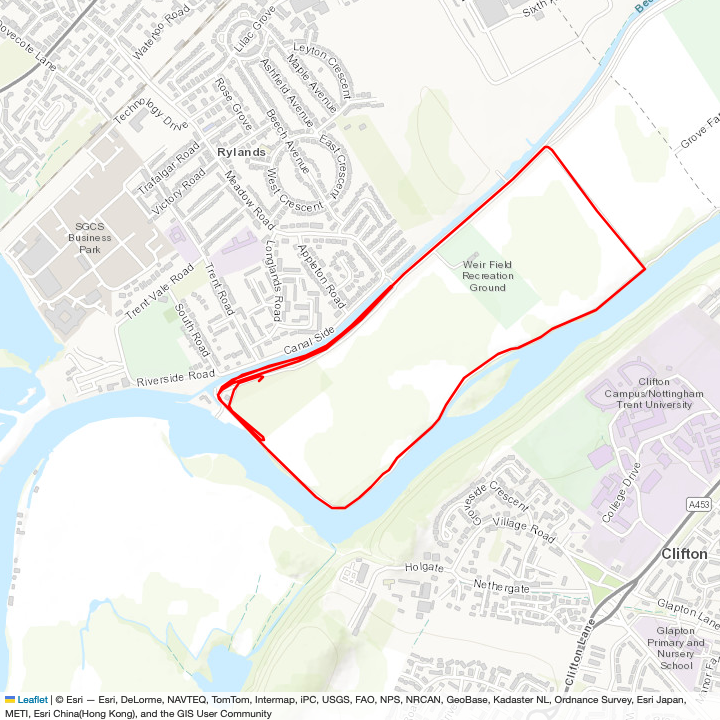 Dovecote Lane
Waterloo Road
Lilac Grove
Sixth
Bee
Leyton Crescent
Maple Avenue
Ashfield Avenue
Technology Drive
Rose Grove
Beech Avenue
East Crescent
Grove Fa
Rylands
Trafalgar Road
West Crescent
Victory Road
Meadow Road
SGCS
Business
Park
Longlands Road
Appleton Road
Weir Field
Recreation
Ground
Trent Vale Road
Trent Road
South Road
Canal Side
Riverside Road
Clifton
Campus/Nottingham
Trent University
College Drive
Groveside Crescent
Village Road
A453
Clifton
Holgate
Nethergate
Glapton Lane
Clifton Lane
Glapton
Primary and
Nursery
School
Manor Fa
Leaflet | © Esri — Esri, DeLorme, NAVTEQ, TomTom, Intermap, iPC, USGS, FAO, NPS, NRCAN, GeoBase, Kadaster NL, Ordnance Survey, Esri Japan,
METI, Esri China(Hong Kong), and the GIS User Community